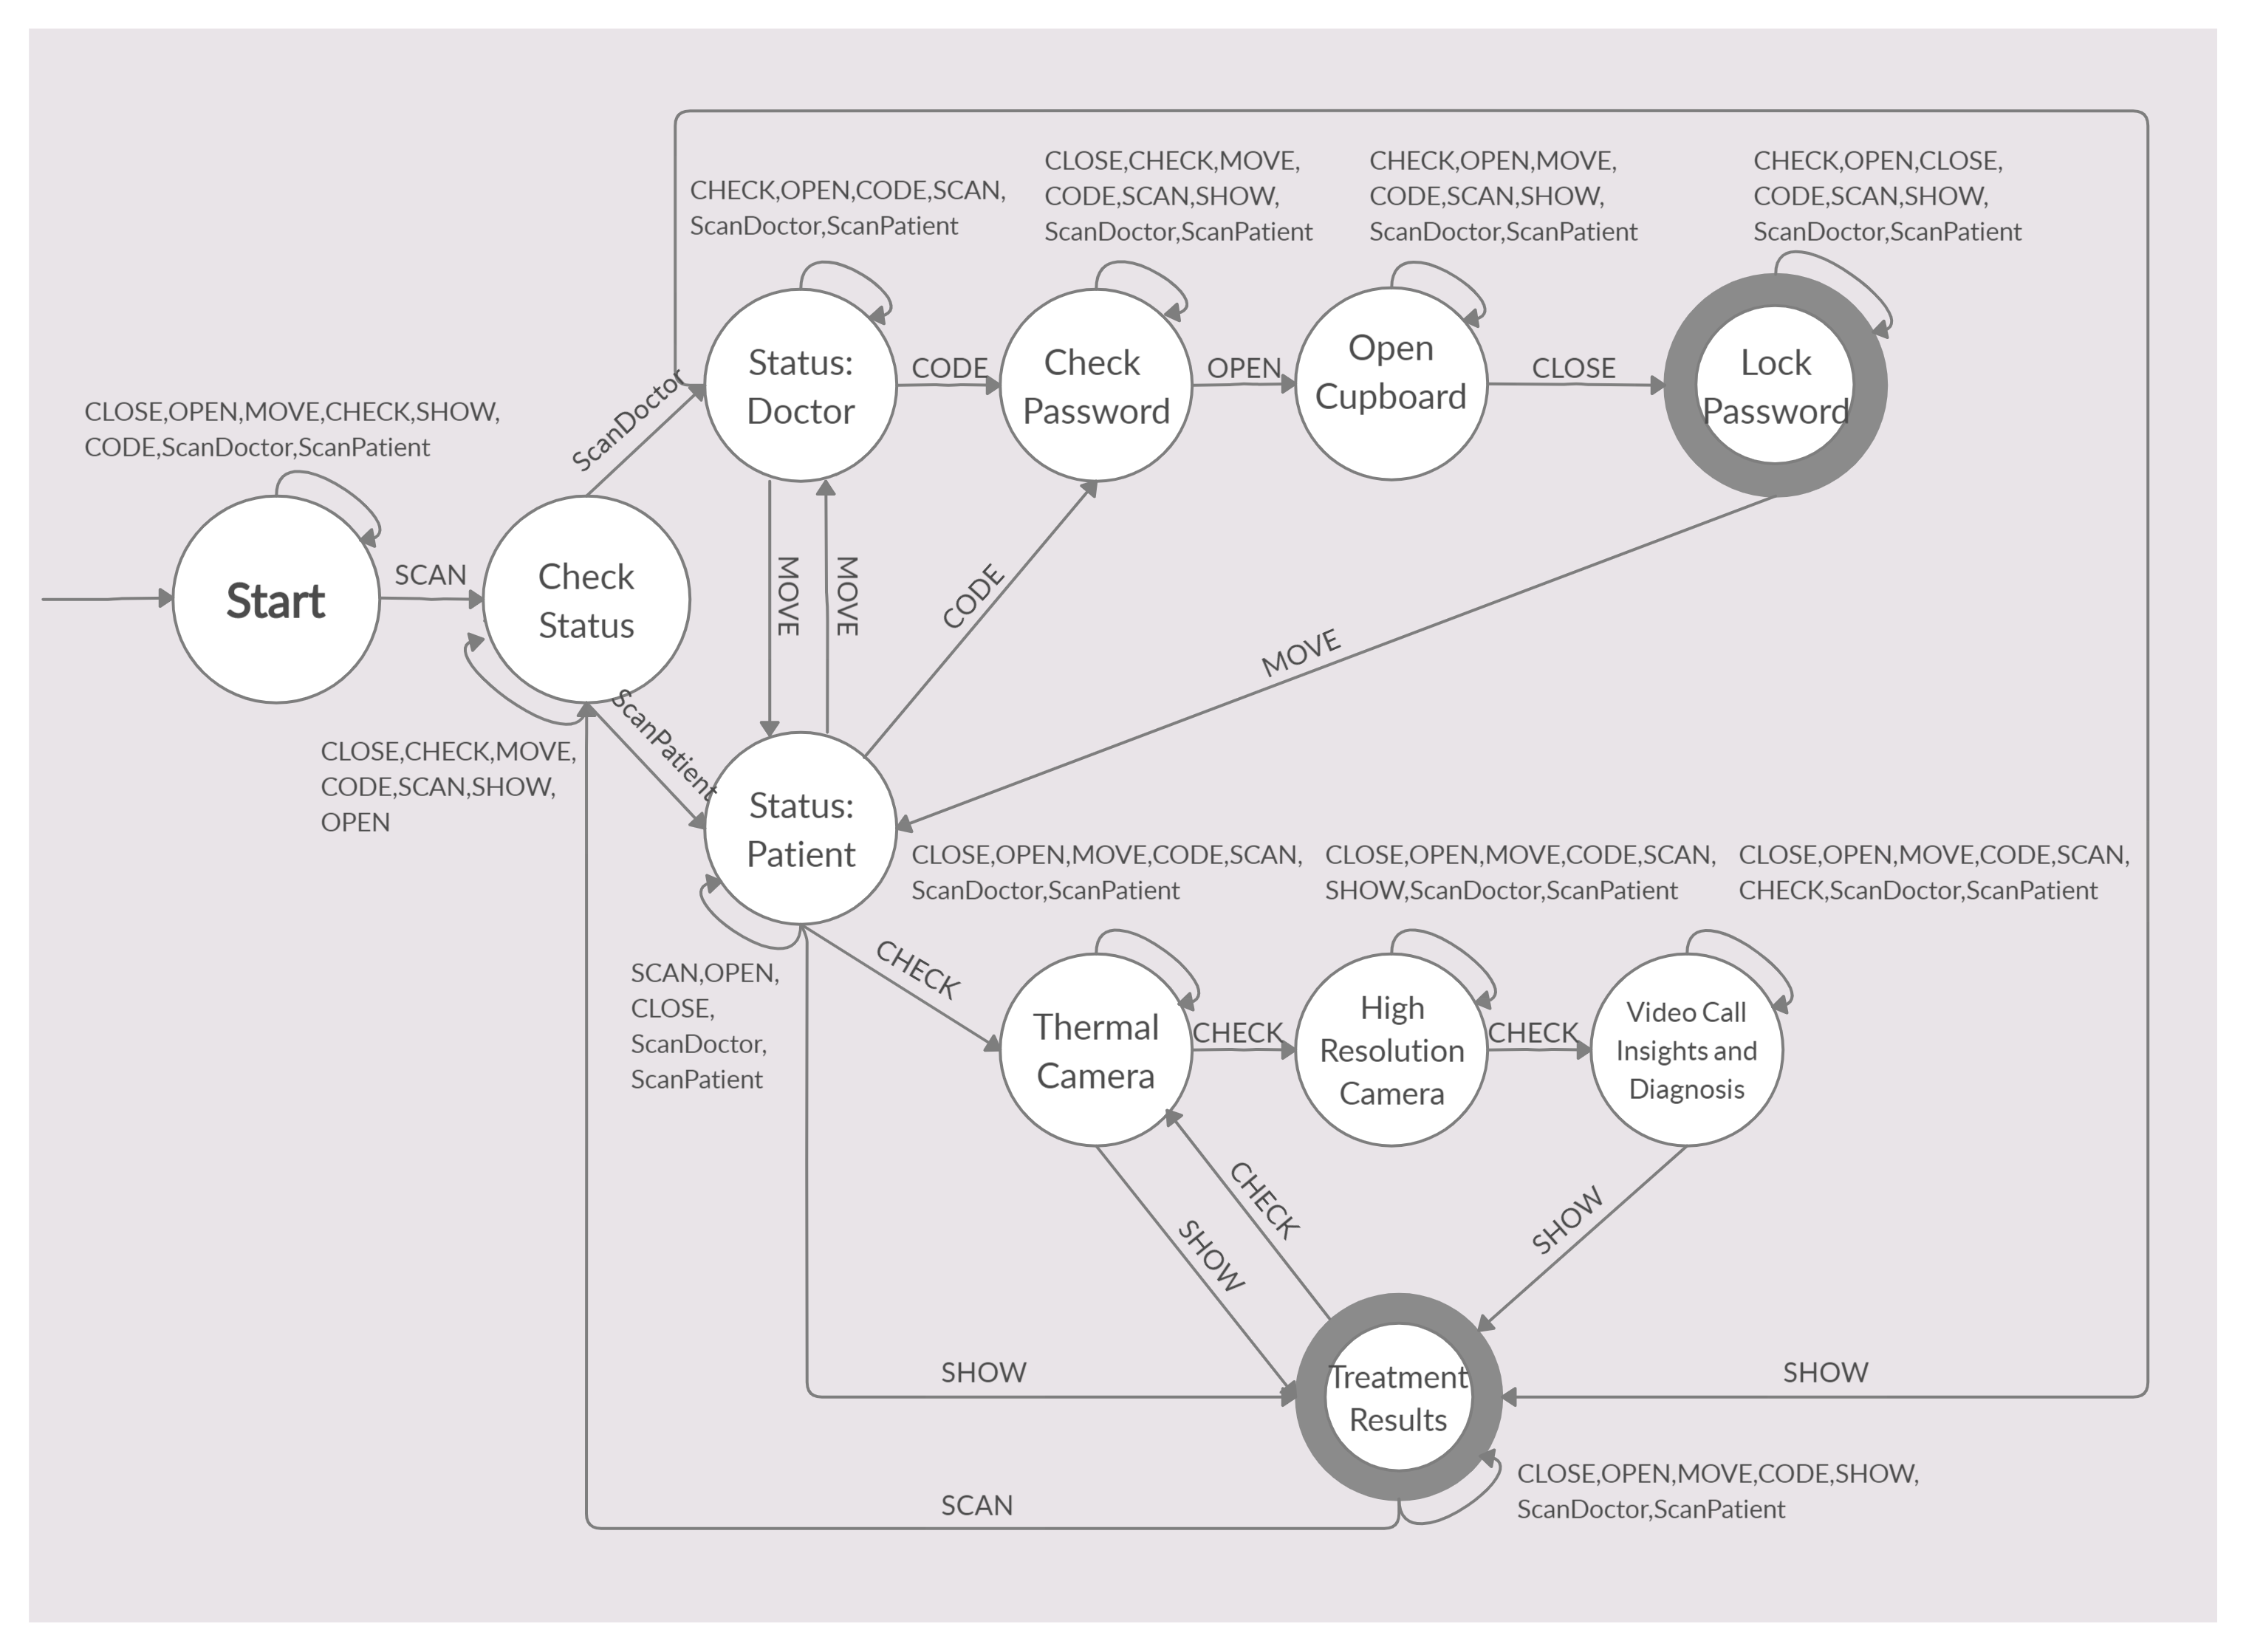 CLOSE,CHECK,MOVE,
CODE,SCAN,SHOW,
ScanDoctor,ScanPatient
CHECK,OPEN,MOVE,
CODE,SCAN,SHOW,
ScanDoctor,ScanPatient
CHECK,OPEN,CLOSE,
CODE,SCAN,SHOW,
ScanDoctor,ScanPatient
CHECK,OPEN,CODE,SCAN,
ScanDoctor,ScanPatient
Status:
Doctor
CODE
Check
Password
OPEN
Open
Cupboard
CLOSE
Lock
Password
ScanDoctor
CLOSE,OPEN,MOVE,CHECK,SHOW,
CODE,ScanDoctor,ScanPatient
Start
SCAN
Check
Status
MOVE
MOVE
CODE
MOVE
ScanPatient
CLOSE,CHECK,MOVE,
CODE,SCAN,SHOW,
OPEN
Status:
Patient
CLOSE,OPEN,MOVE,CODE,SCAN,
ScanDoctor,ScanPatient
CLOSE,OPEN,MOVE,CODE,SCAN,
SHOW,ScanDoctor,ScanPatient
CLOSE,OPEN,MOVE,CODE,SCAN,
CHECK,ScanDoctor,ScanPatient
SCAN,OPEN,
CLOSE,
ScanDoctor,
ScanPatient
CHECK
Thermal
Camera
CHECK
High
Resolution
Camera
CHECK
Video Call
Insights and
Diagnosis
CHECK
SHOW
SHOW
SHOW
Treatment
Results
SHOW
CLOSE,OPEN,MOVE,CODE,SHOW,
ScanDoctor,ScanPatient
SCAN